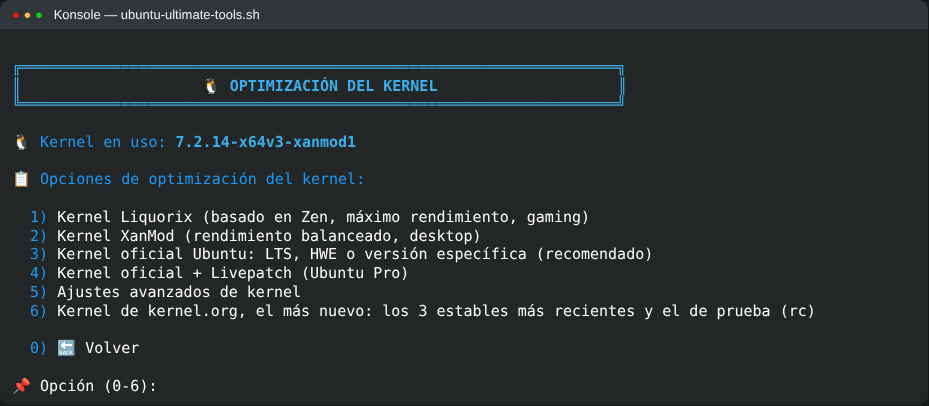 Konsole — ubuntu-ultimate-tools.sh
🐧 OPTIMIZACIÓN DEL KERNEL
🐧 Kernel en uso: 7.2.14-x64v3-xanmod1
📋 Opciones de optimización del kernel:
1) Kernel Liquorix (basado en Zen, máximo rendimiento, gaming)
2) Kernel XanMod (rendimiento balanceado, desktop)
3) Kernel oficial Ubuntu: LTS, HWE o versión específica (recomendado)
4) Kernel oficial + Livepatch (Ubuntu Pro)
5) Ajustes avanzados de kernel
6) Kernel de kernel.org, el más nuevo: los 3 estables más recientes y el de prueba (rc)
0) 🔙 Volver
📌 Opción (0-6):